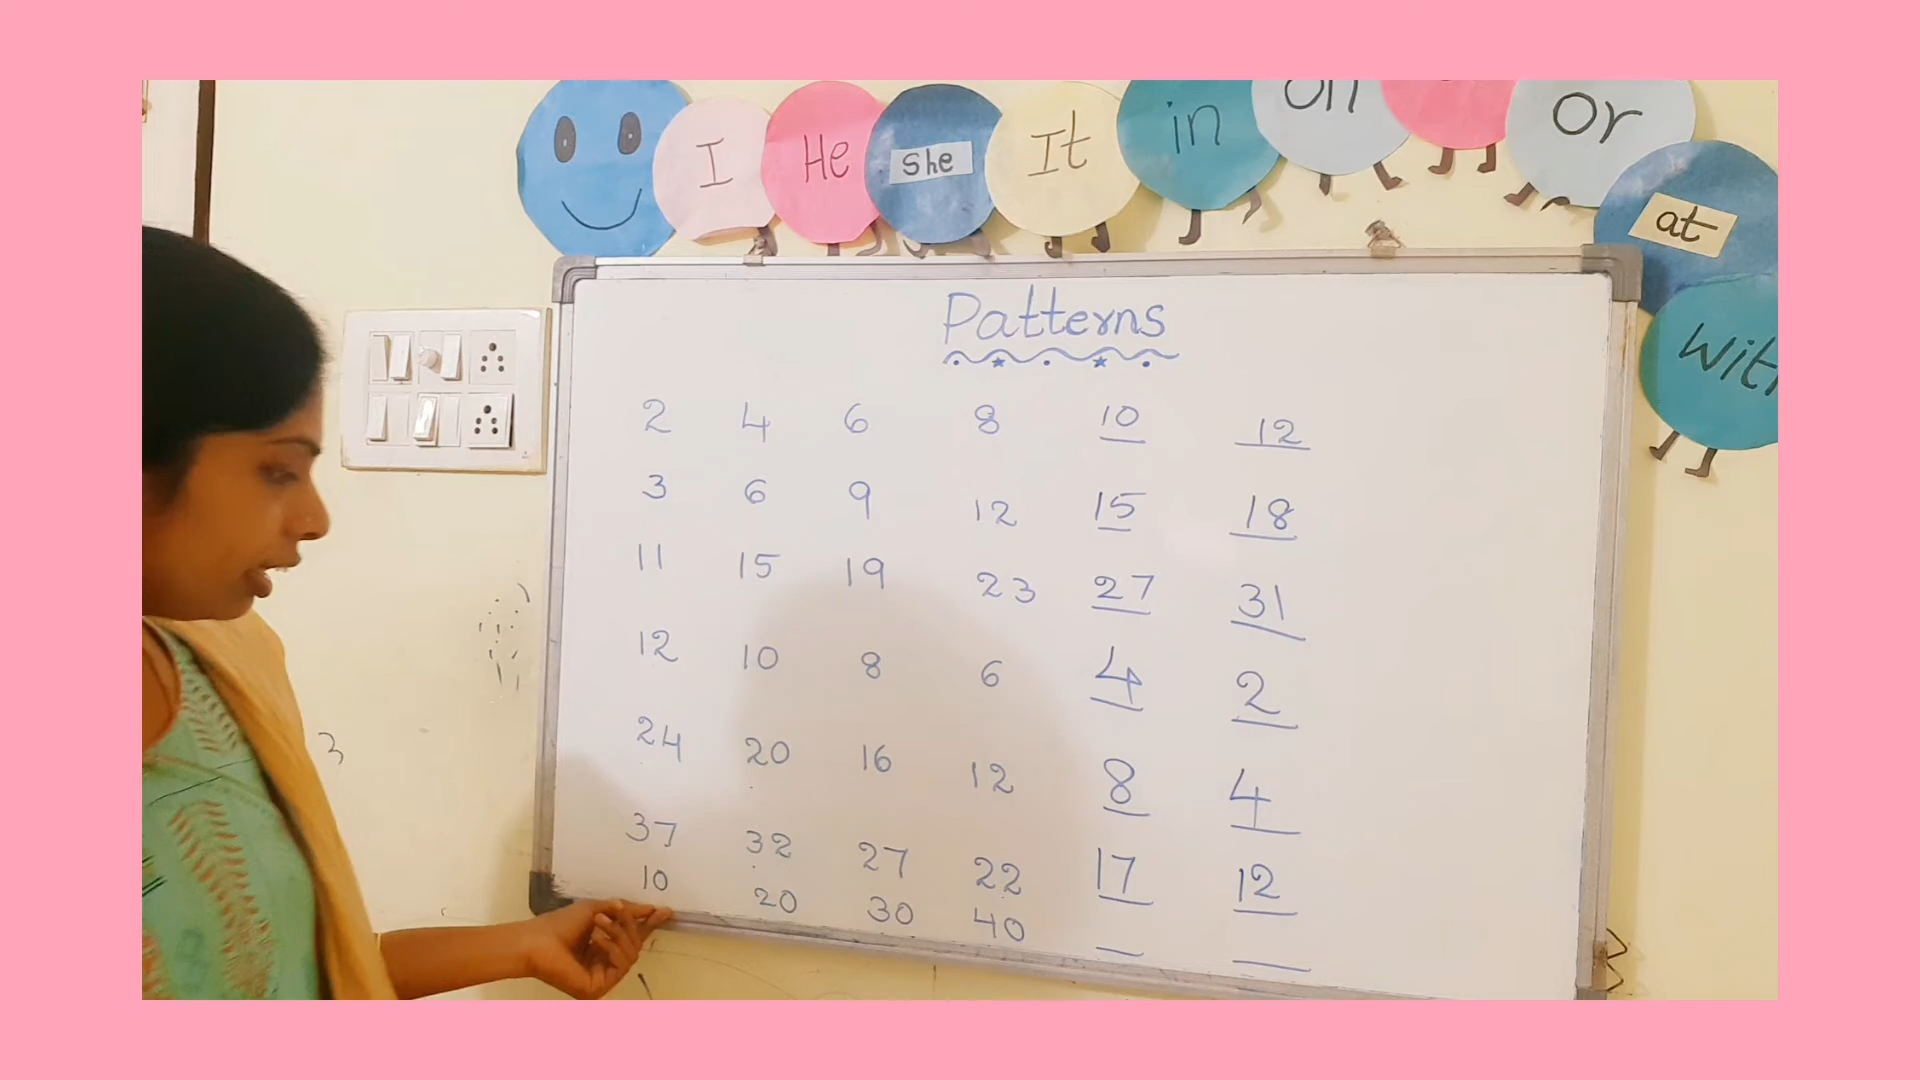 I He she It in on or at
with
Patterns
2 4 6 8 10 12
3 6 9 12 15 18
11 15 19 23 27 31
12 10 8 6 4 2
24 20 16 12 8 4
37 32 27 22 17 12
10 20 30 40 _ _
3